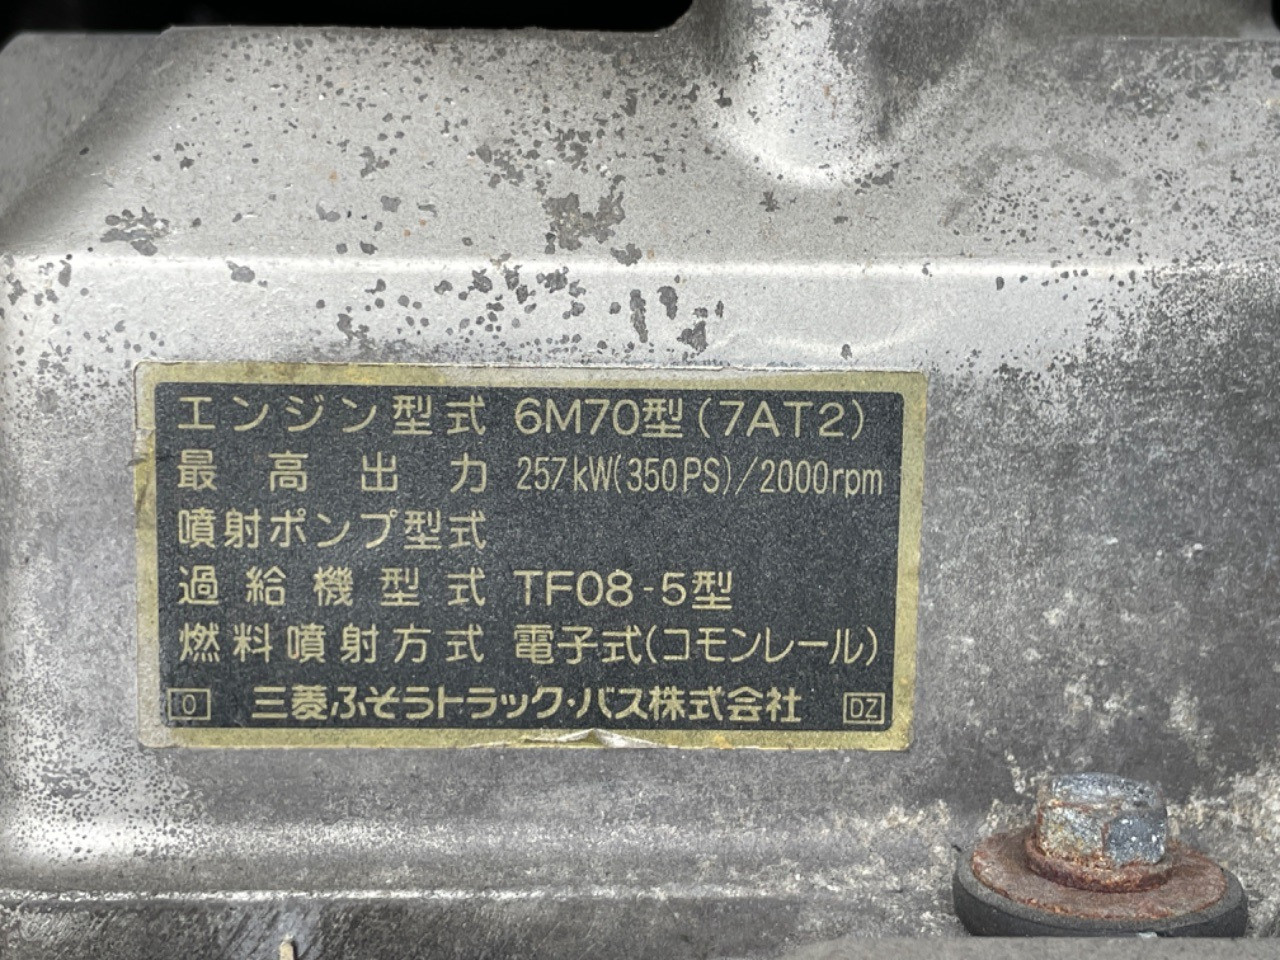 エンジン型式 6M70型(7AT2)
最高出力 257kW(350PS)/2000rpm
噴射ポンプ型式
過給機型式 TF08-5型
燃料噴射方式 電子式(コモンレール)
0 三菱ふそうトラック・バス株式会社 DZ